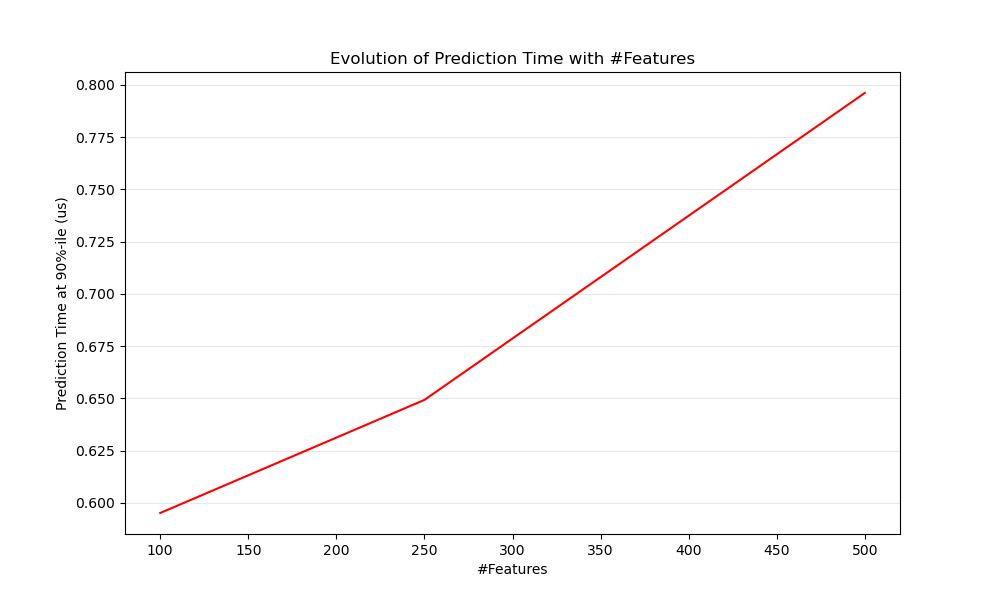 Evolution of Prediction Time with #Features
Prediction Time at 90%-ile (us)
0.800
0.775
0.750
0.725
0.700
0.675
0.650
0.625
0.600
100 150 200 250 300 350 400 450 500
#Features